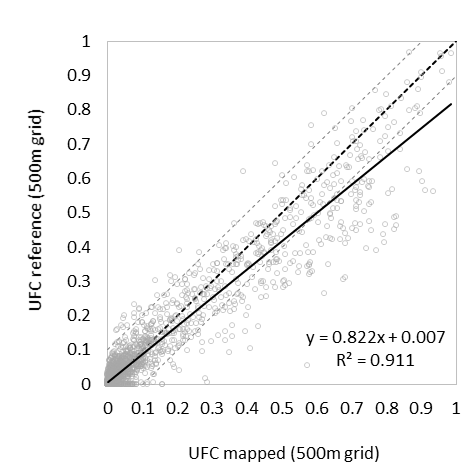 UFC reference (500m grid)
1
0.9
0.8
0.7
0.6
0.5
0.4
0.3
0.2
0.1
0
y = 0.822x + 0.007
R² = 0.911
0 0.1 0.2 0.3 0.4 0.5 0.6 0.7 0.8 0.9 1
UFC mapped (500m grid)